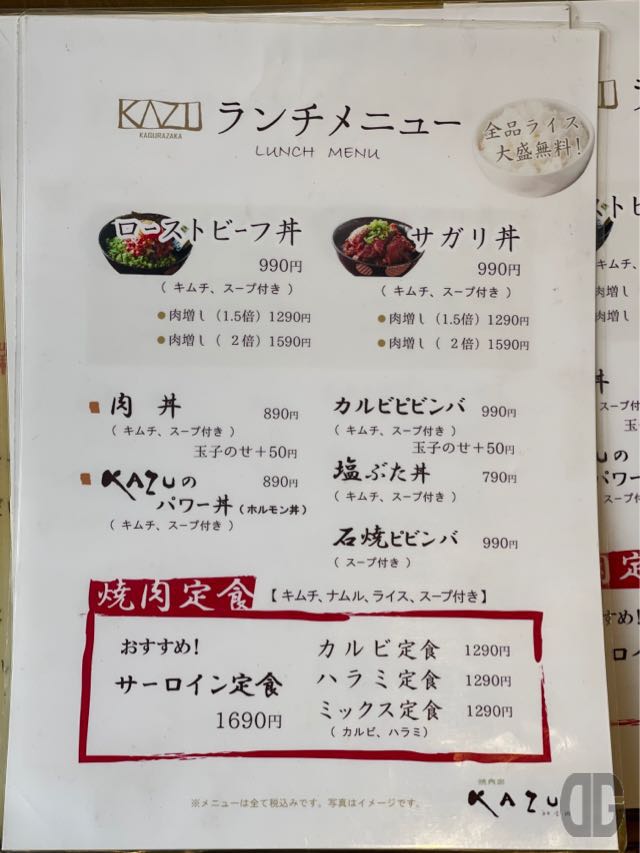 KAZU
KAGURAZAKA
ランチメニュー
LUNCH MENU
全品ライス
大盛無料!
ローストビーフ丼
990円
( キムチ、スープ付き )
●肉増し (1.5倍) 1290円
●肉増し ( 2倍) 1590円
サガリ丼
990円
( キムチ、スープ付き )
●肉増し (1.5倍) 1290円
●肉増し ( 2倍) 1590円
肉 丼 890円
( キムチ、スープ付き )
玉子のせ+50円
KAZUの 890円
パワー丼 (ホルモン丼)
( キムチ、スープ付き )
カルビピビンバ 990円
( キムチ、スープ付き )
玉子のせ+50円
塩ぶた丼 790円
( キムチ、スープ付き )
石焼ピビンバ 990円
( スープ付き )
焼肉定食 【キムチ、ナムル、ライス、スープ付き】
おすすめ!
サーロイン定食
1690円
カルビ定食 1290円
ハラミ定食 1290円
ミックス定食 1290円
( カルビ、ハラミ )
※メニューは全て税込みです。写真はイメージです。
KAZU
DG